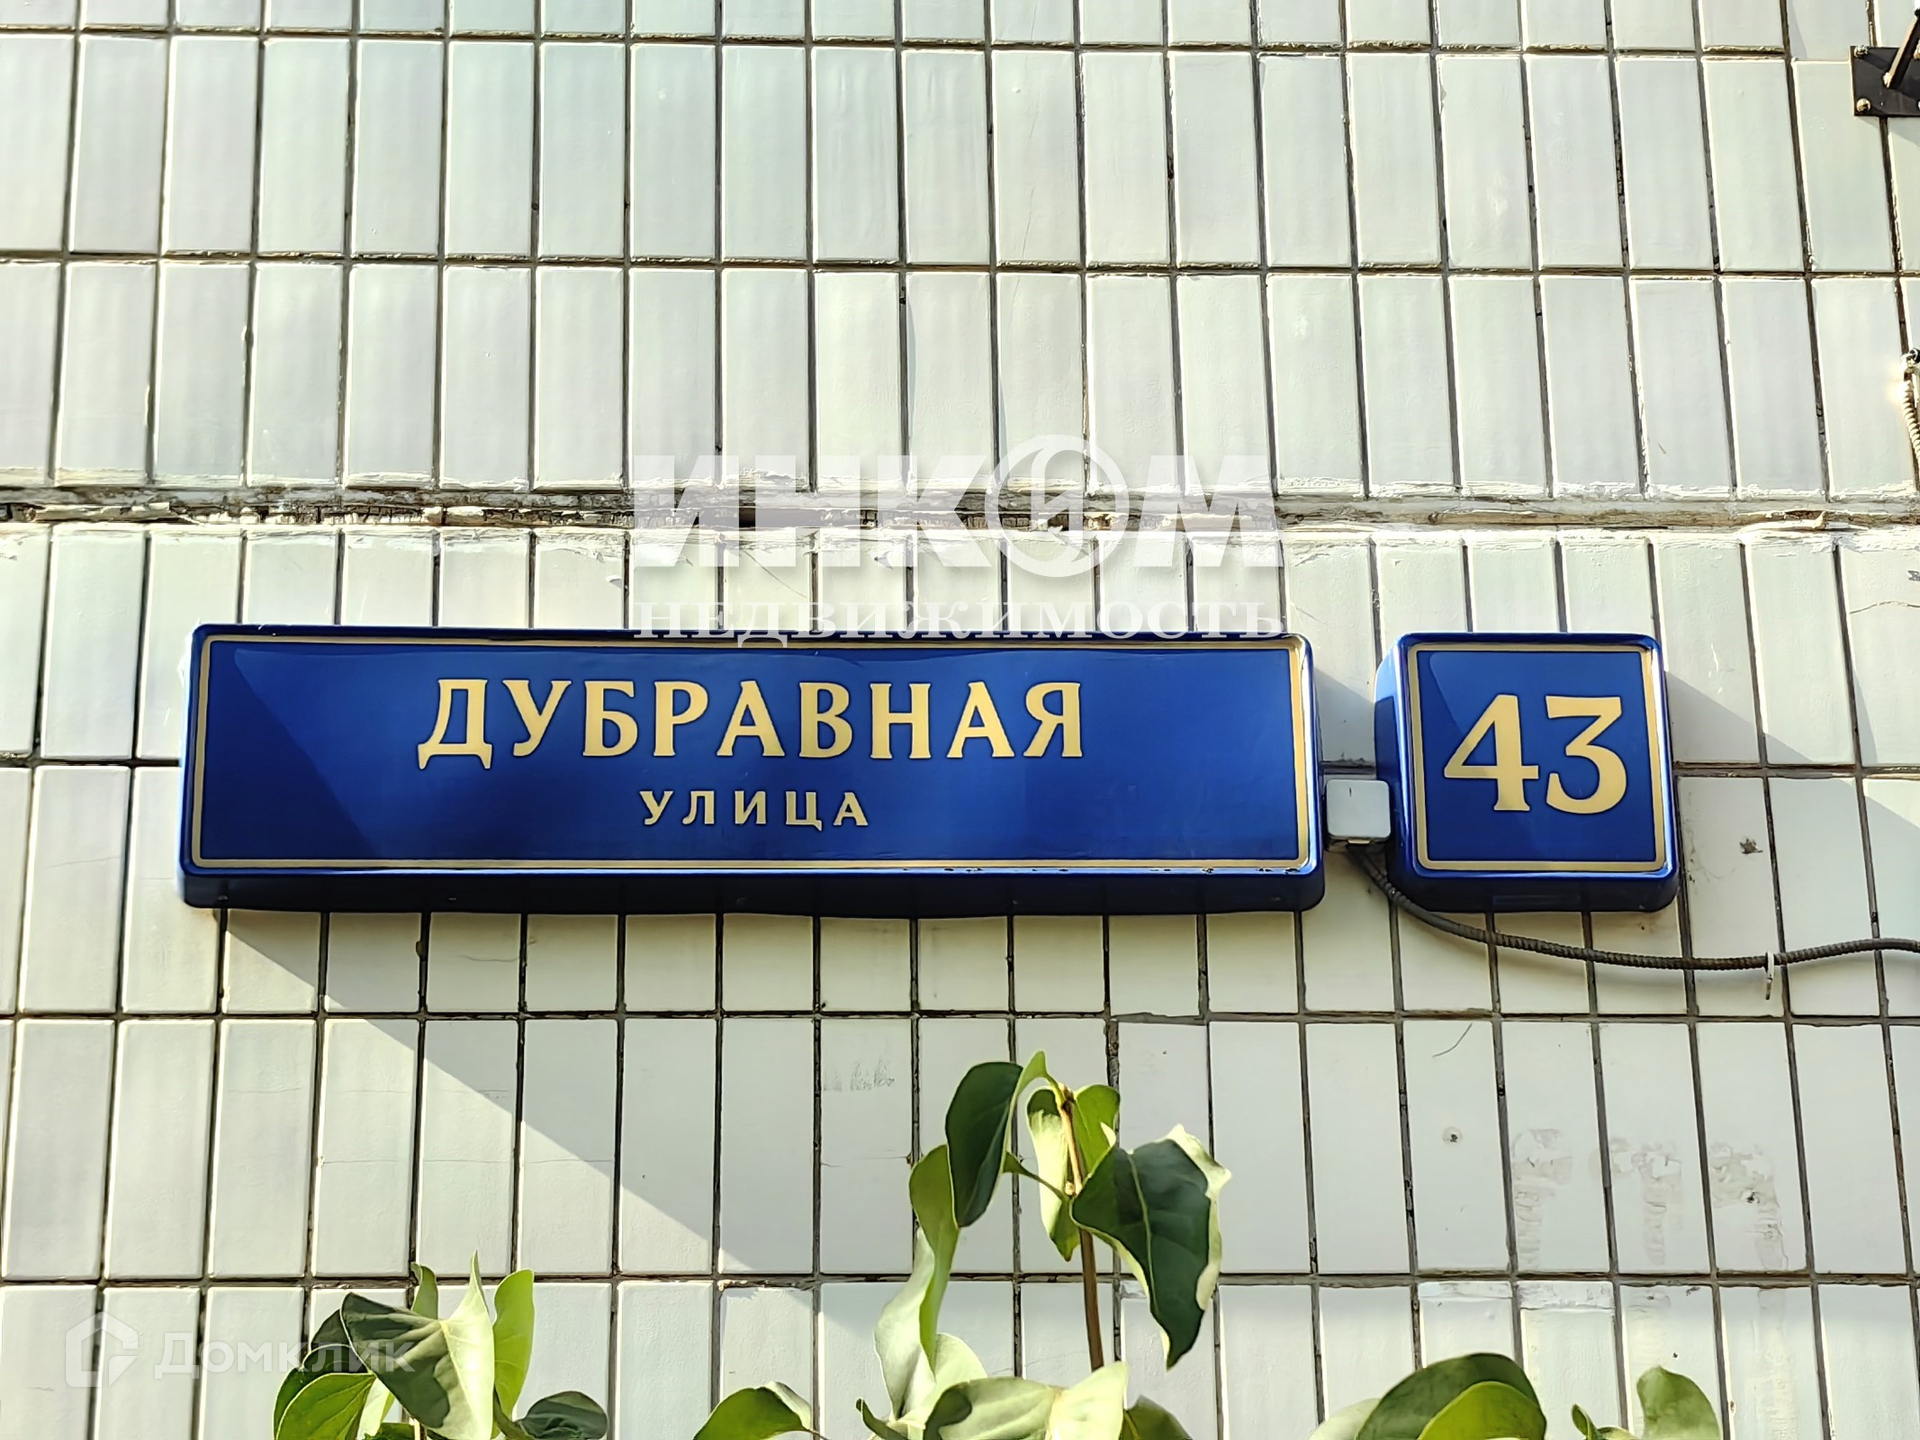 ИНКОМ
НЕДВИЖИМОСТЬ
ДУБРАВНАЯ
УЛИЦА
43
Домклик